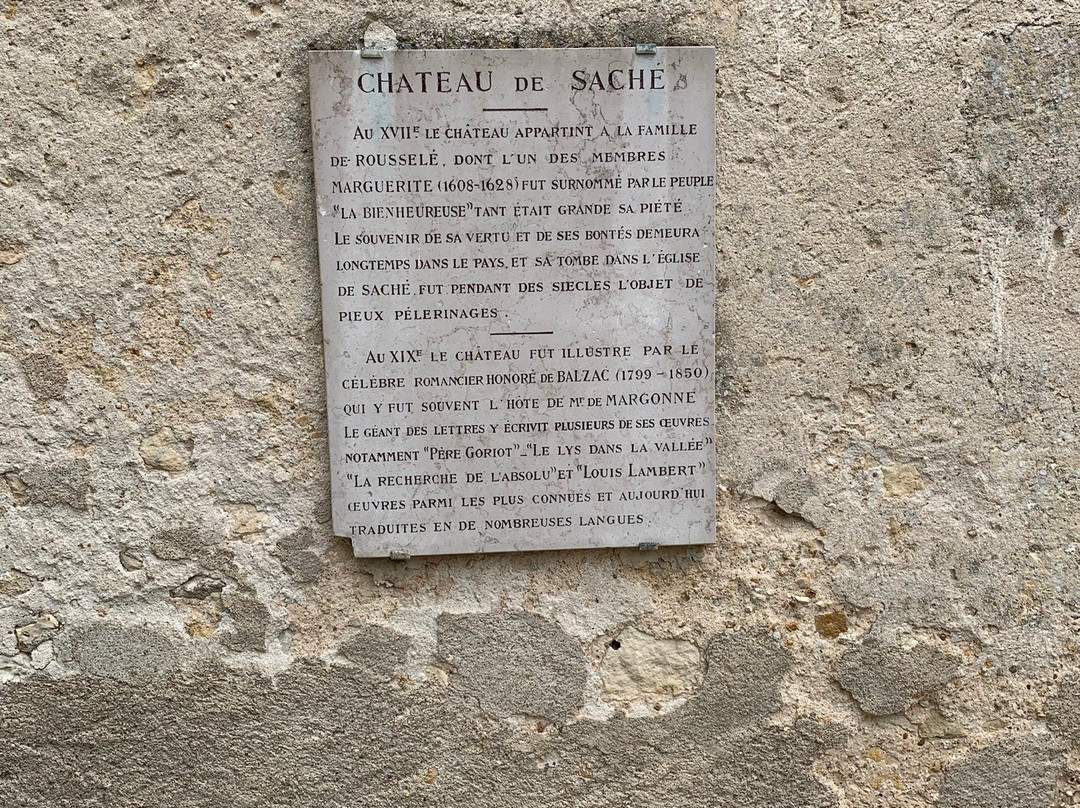 CHATEAU DE SACHÉ
AU XVIIE LE CHÂTEAU APPARTINT A LA FAMILLE
DE ROUSSELÉ, DONT L'UN DES MEMBRES
MARGUERITE (1608-1628) FUT SURNOMMÉ PAR LE PEUPLE
"LA BIENHEUREUSE" TANT ÉTAIT GRANDE SA PIÉTÉ
LE SOUVENIR DE SA VERTU ET DE SES BONTÉS DEMEURA
LONGTEMPS DANS LE PAYS, ET SA TOMBE DANS L'ÉGLISE
DE SACHÉ, FUT PENDANT DES SIECLES L'OBJET DE
PIEUX PÉLERINAGES.
AU XIXE LE CHÂTEAU FUT ILLUSTRE PAR LE
CÉLÈBRE ROMANCIER HONORÉ DE BALZAC (1799-1850)
QUI Y FUT SOUVENT L'HÔTE DE MR DE MARGONNE
LE GÉANT DES LETTRES Y ÉCRIVIT PLUSIEURS DE SES ŒUVRES
NOTAMMENT "PÈRE GORIOT"_"LE LYS DANS LA VALLÉE"
"LA RECHERCHE DE L'ABSOLU" ET "LOUIS LAMBERT"
ŒUVRES PARMI LES PLUS CONNUES ET AUJOURD'HUI
TRADUITES EN DE NOMBREUSES LANGUES.